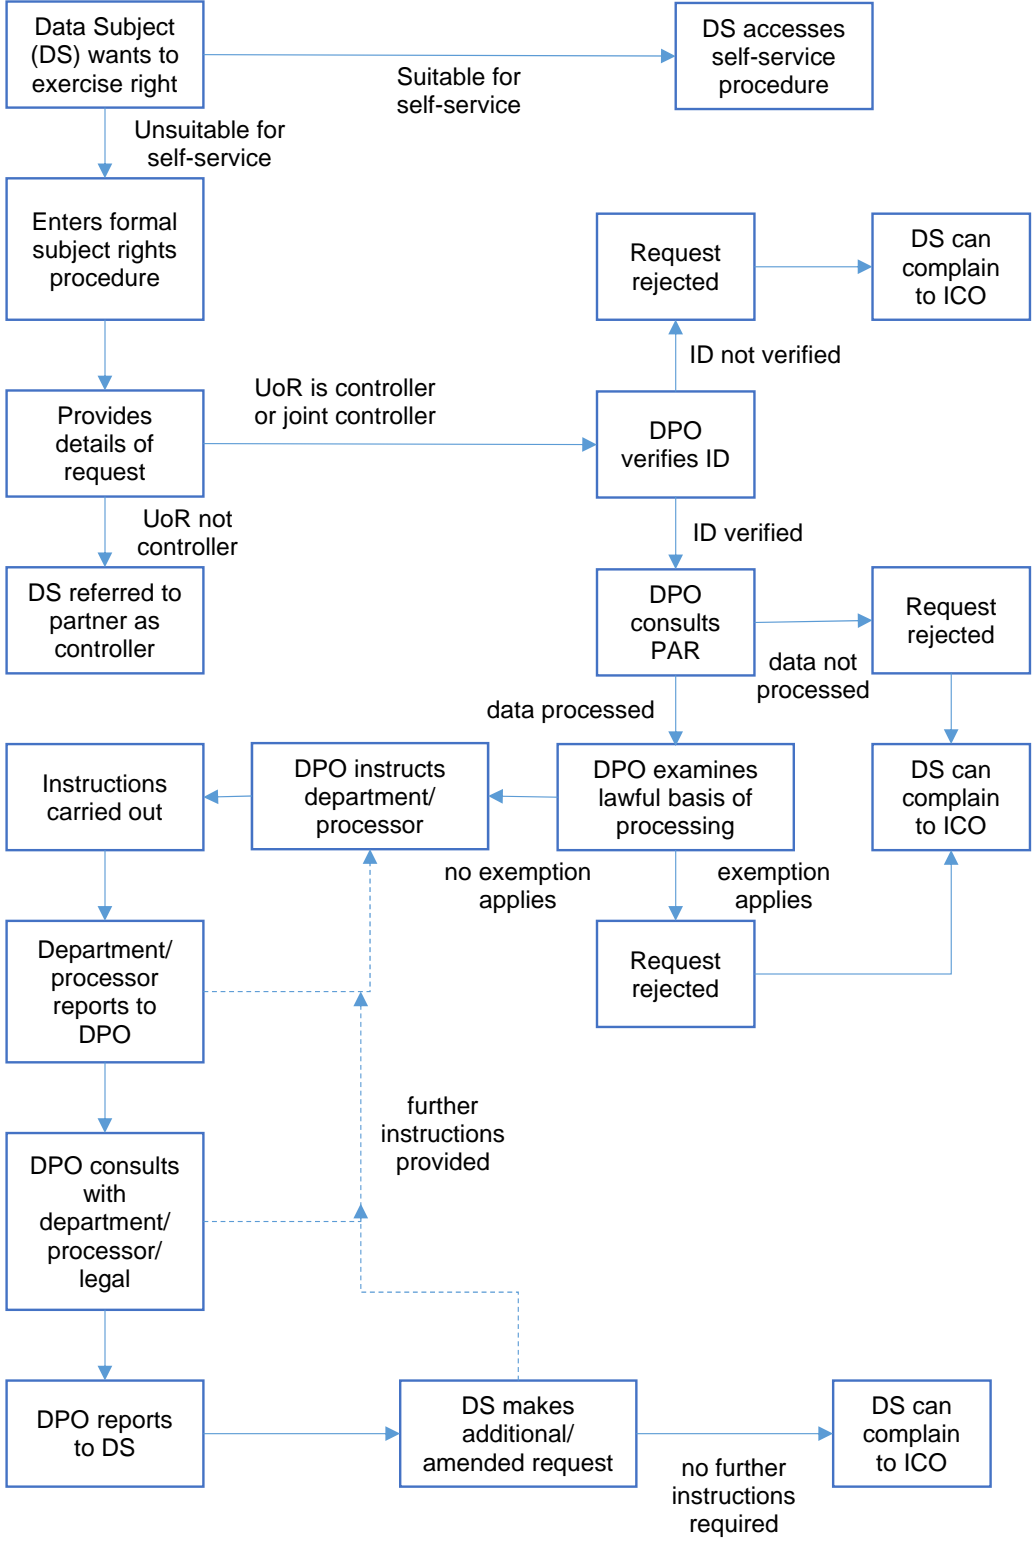 Data Subject
(DS) wants to
exercise right
DS accesses
self-service
procedure
Suitable for
self-service
Unsuitable for
self-service
Enters formal
subject rights
procedure
Request
rejected
DS can
complain
to ICO
ID not verified
UoR is controller
or joint controller
Provides
details of
request
DPO
verifies ID
UoR not
controller
ID verified
DS referred to
partner as
controller
DPO
consults
PAR
Request
rejected
data not
processed
data processed
Instructions
carried out
DPO instructs
department/
processor
DPO examines
lawful basis of
processing
DS can
complain
to ICO
no exemption
applies
exemption
applies
Department/
processor
reports to
DPO
Request
rejected
further
instructions
provided
DPO consults
with
department/
processor/
legal
DPO reports
to DS
DS makes
additional/
amended request
DS can
complain
to ICO
no further
instructions
required